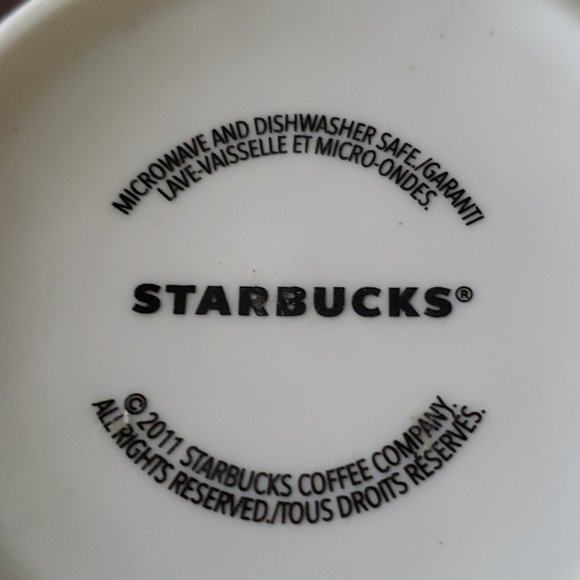 MICROWAVE AND DISHWASHER SAFE./GARANTI
LAVE-VAISSELLE ET MICRO-ONDES.
STARBUCKS®
© 2011 STARBUCKS COFFEE COMPANY.
ALL RIGHTS RESERVED./TOUS DROITS RÉSERVÉS.